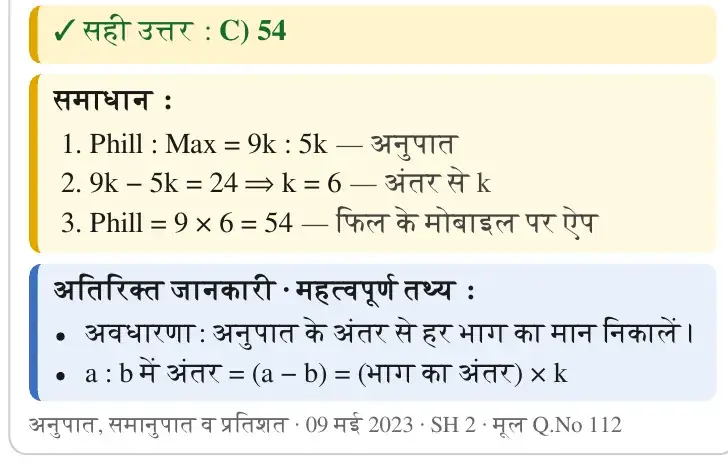 ✓ सही उत्तर : C) 54
समाधान :
1. Phill : Max = 9k : 5k — अनुपात
2. 9k − 5k = 24 ⟹ k = 6 — अंतर से k
3. Phill = 9 × 6 = 54 — फिल के मोबाइल पर ऐप
अतिरिक्त जानकारी · महत्वपूर्ण तथ्य :
• अवधारणा : अनुपात के अंतर से हर भाग का मान निकालें।
• a : b में अंतर = (a − b) = (भाग का अंतर) × k
अनुपात, समानुपात व प्रतिशत · 09 मई 2023 · SH 2 · मूल Q.No 112